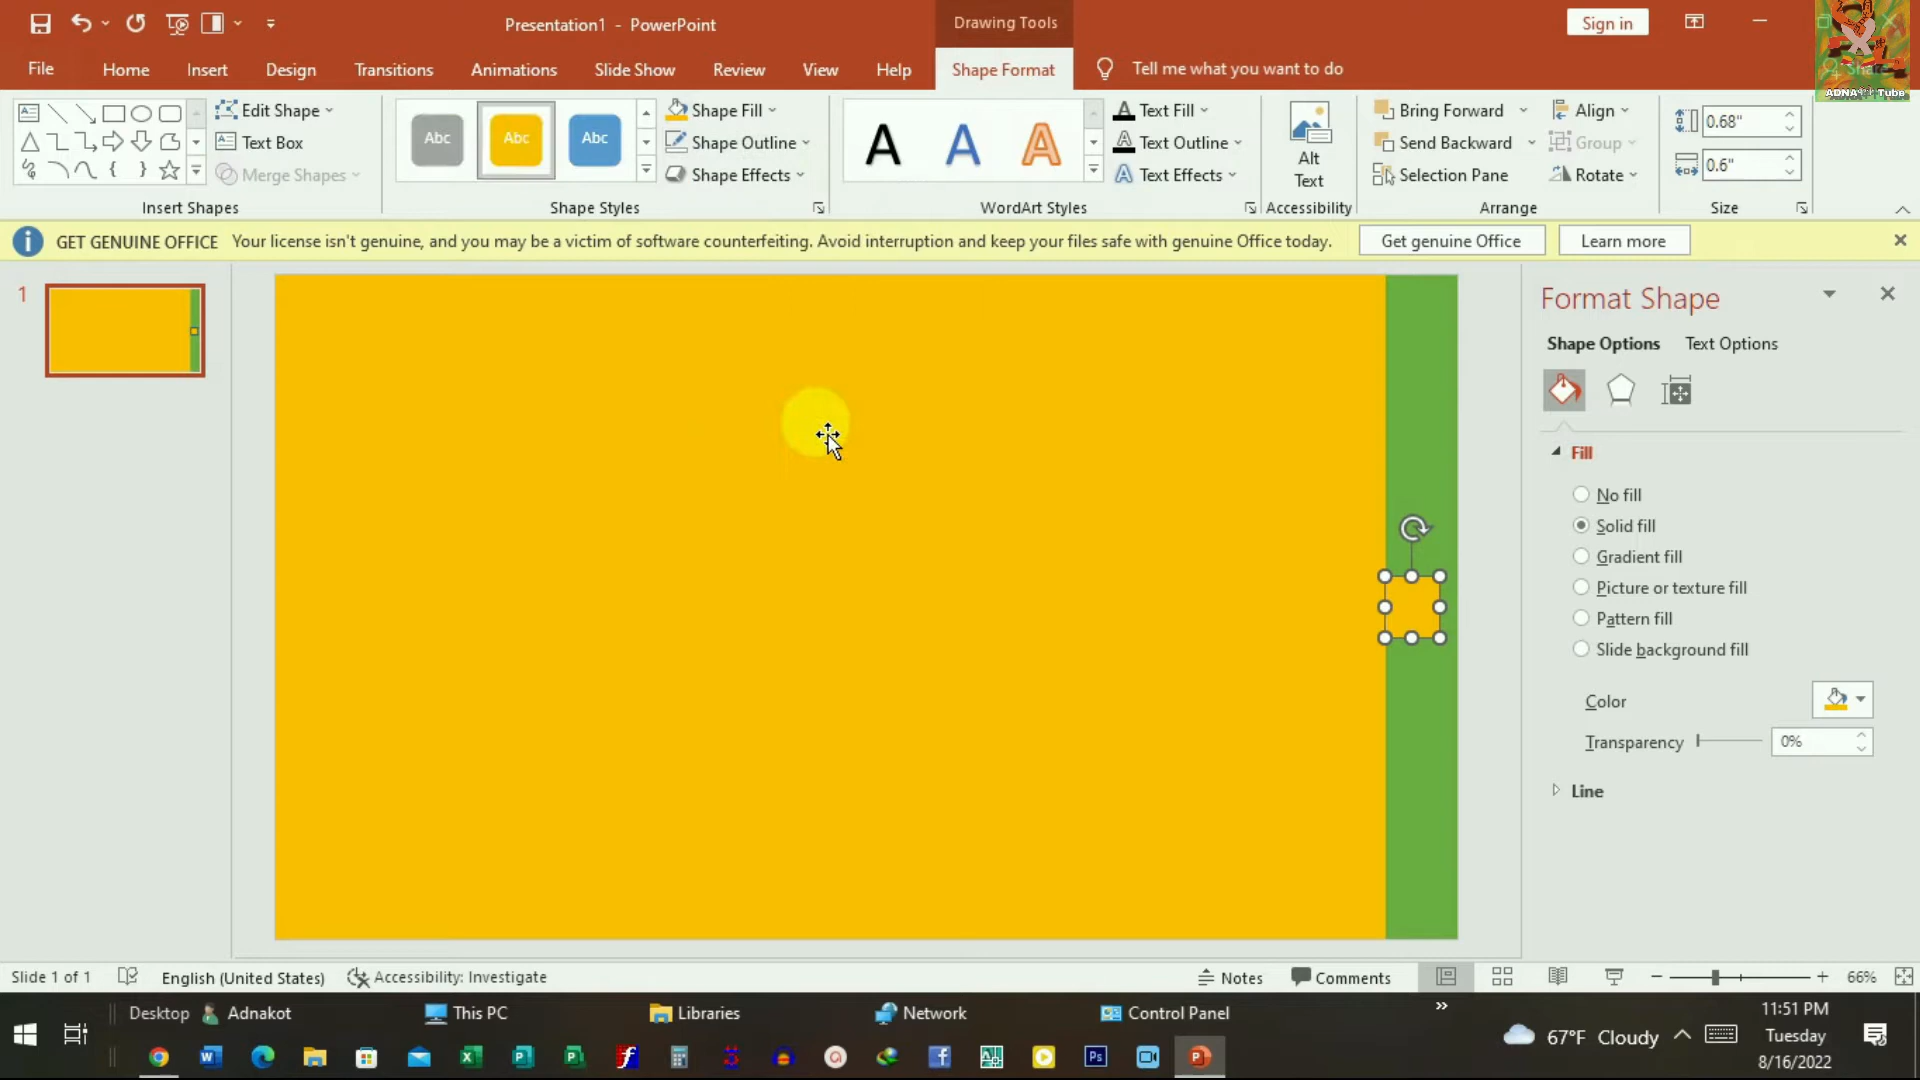 Presentation1 - PowerPoint
Drawing Tools
Sign in
File
Home
Insert
Design
Transitions
Animations
Slide Show
Review
View
Help
Shape Format
Tell me what you want to do
ADNA Tube
Edit Shape
Text Box
Merge Shapes
Insert Shapes
Abc
Abc
Abc
Shape Fill
Shape Outline
Shape Effects
Shape Styles
A
A
A
Text Fill
Text Outline
Text Effects
WordArt Styles
Alt
Text
Accessibility
Bring Forward
Send Backward
Selection Pane
Align
Group
Rotate
Arrange
0.68"
0.6"
Size
GET GENUINE OFFICE Your license isn't genuine, and you may be a victim of software counterfeiting. Avoid interruption and keep your files safe with genuine Office today.
Get genuine Office
Learn more
1
Format Shape
Shape Options
Text Options
Fill
No fill
Solid fill
Gradient fill
Picture or texture fill
Pattern fill
Slide background fill
Color
Transparency
0%
Line
Slide 1 of 1
English (United States)
Accessibility: Investigate
Notes
Comments
66%
Desktop
Adnakot
This PC
Libraries
Network
Control Panel
67°F Cloudy
11:51 PM
Tuesday
8/16/2022